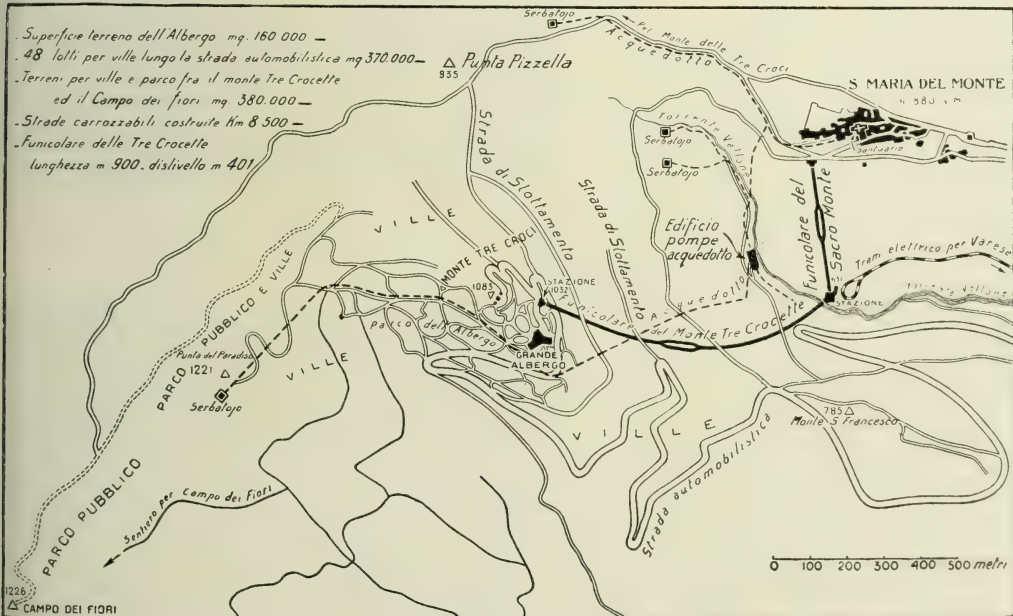 - Superficie terreno dell'Albergo mq. 160 000 —
- 48 lotti per ville lungo la strada automobilistica mq 370.000 —
- Terreni per ville e parco fra il monte Tre Crocette
ed il Campo dei fiori mq. 380.000 —
- Strade carrozzabili costruite Km 8 500 —
- Funicolare delle Tre Crocette
lunghezza m 900. dislivello m 401
Serbatojo
Pel Monte delle Tre Croci
Acquedotto
Punta Pizzella
935
S MARIA DEL MONTE
Santuario
Strada di Slottamento
Strada di Slottamento
Torrente Vellone
Serbatojo
Serbatojo
Edificio
pompe
acquedotto
Funicolare del
Sacro Monte
Tram elettrico per Varese
STAZIONE
VILLE
MONTE TRE CROCI
1083
STAZIONE
1032
Funicolare del Monte Tre Crocette
Acquedotto
Parco dell'Albergo
GRANDE
ALBERGO
PARCO PUBBLICO E VILLE
Punta del Paradiso
1221
Serbatojo
VILLE
VILLE
Strada automobilistica
785
Monte S Francesco
PARCO PUBBLICO
Sentiero per Campo dei Fiori
1226
CAMPO DEI FIORI
0 100 200 300 400 500 metri